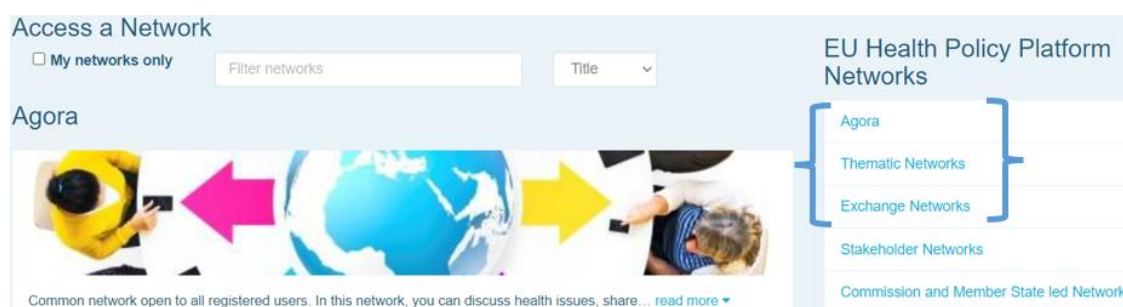 Access a Network
My networks only
Filter networks
Title
Agora
Common network open to all registered users. In this network, you can discuss health issues, share… read more
EU Health Policy Platform
Networks
Agora
Thematic Networks
Exchange Networks
Stakeholder Networks
Commission and Member State led Network